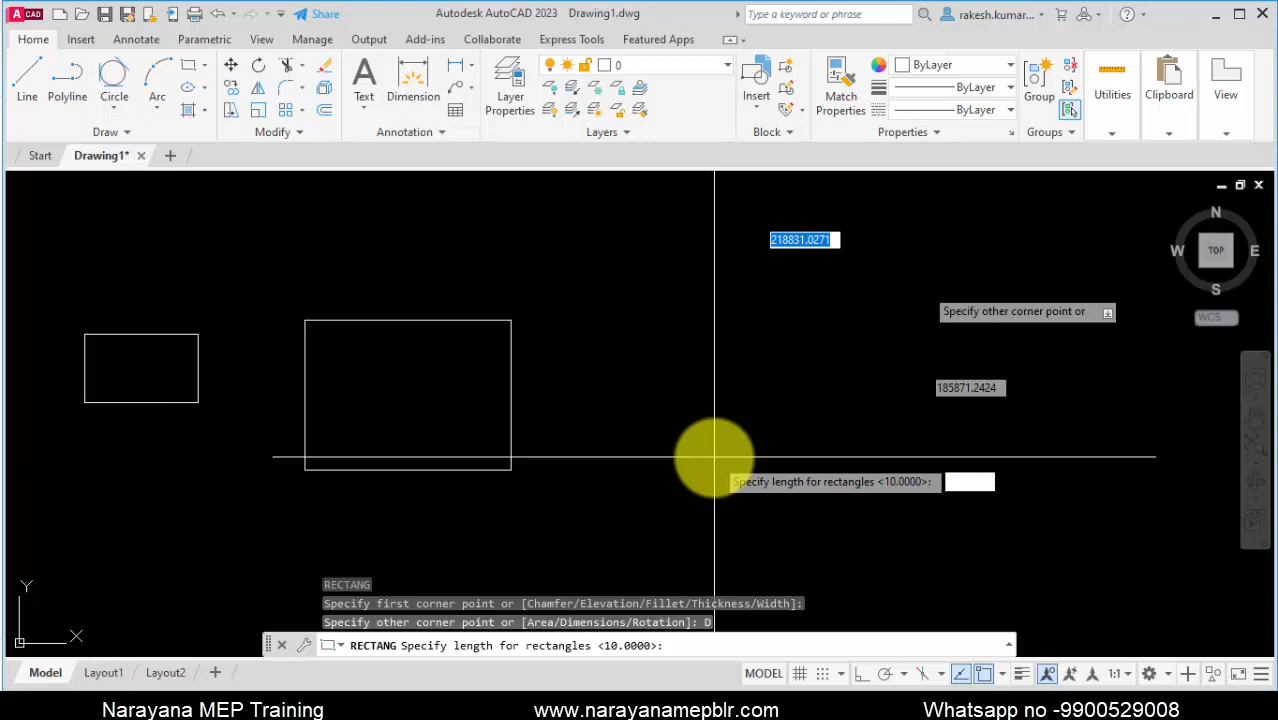 A CAD Share Autodesk AutoCAD 2023 Drawing1.dwg Type a keyword or phrase rakesh.kumar...
Home Insert Annotate Parametric View Manage Output Add-ins Collaborate Express Tools Featured Apps
Line Polyline Circle Arc Text Dimension Layer Properties 0 Insert Match Properties ByLayer ByLayer ByLayer Group Utilities Clipboard View
Draw Modify Annotation Layers Block Properties Groups
Start Drawing1* +
N
218831.0271
W TOP E
S
Specify other corner point or
WCS
185871.2424
Specify length for rectangles <10.0000>:
Y
RECTANG
Specify first corner point or [Chamfer/Elevation/Fillet/Thickness/Width]:
Specify other corner point or [Area/Dimensions/Rotation]: D
X
RECTANG Specify length for rectangles <10.0000>:
Model Layout1 Layout2 + MODEL 1:1
Narayana MEP Training www.narayanamepblr.com Whatsapp no -9900529008